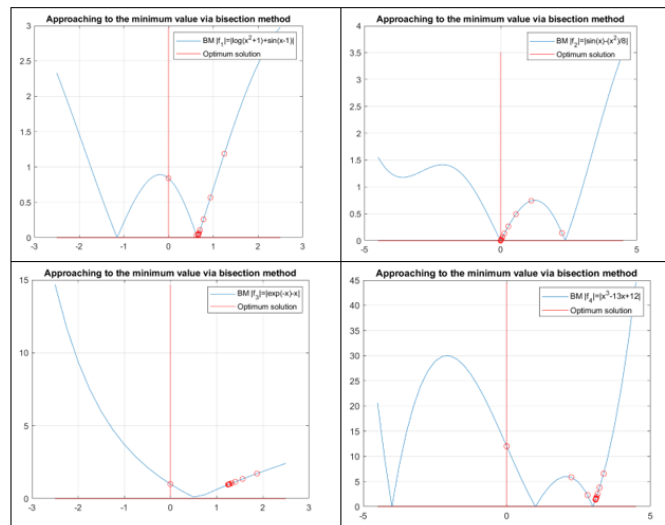 Approaching to the minimum value via bisection method
3
2.5
2
1.5
1
0.5
0
-3 -2 -1 0 1 2 3
BM |f₁|=|log(x²+1)+sin(x-1)|
Optimum solution
Approaching to the minimum value via bisection method
4
3.5
3
2.5
2
1.5
1
0.5
0
-5 0 5
BM |f₂|=|sin(x)-(x²)/8|
Optimum solution
Approaching to the minimum value via bisection method
15
10
5
0
-3 -2 -1 0 1 2 3
BM |f₃|=|exp(-x)-x|
Optimum solution
Approaching to the minimum value via bisection method
45
40
35
30
25
20
15
10
5
0
-5 0 5
BM |f₄|=|x³-13x+12|
Optimum solution